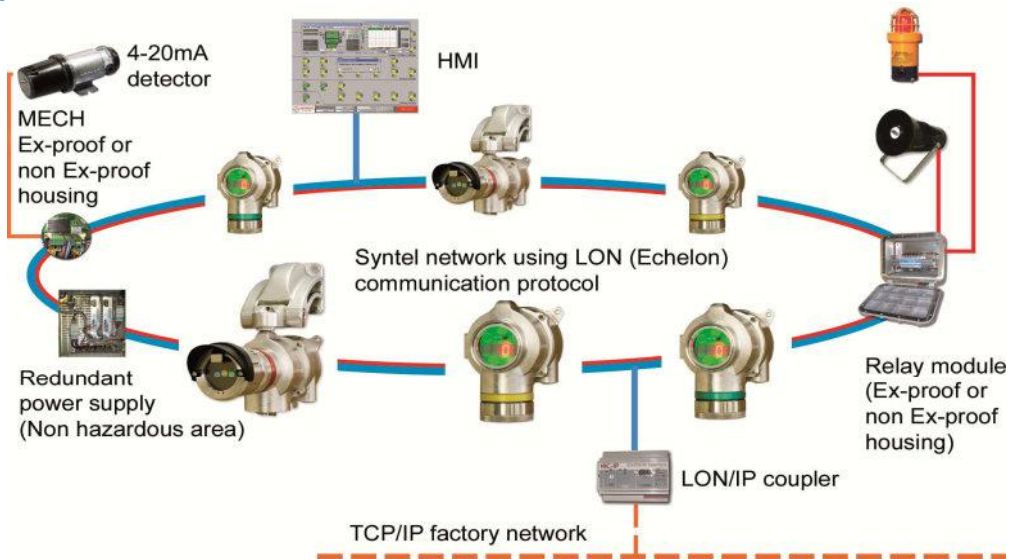 4-20mA
detector
HMI
MECH
Ex-proof or
non Ex-proof
housing
Syntel network using LON (Echelon)
communication protocol
Redundant
power supply
(Non hazardous area)
Relay module
(Ex-proof or
non Ex-proof
housing)
LON/IP coupler
TCP/IP factory network